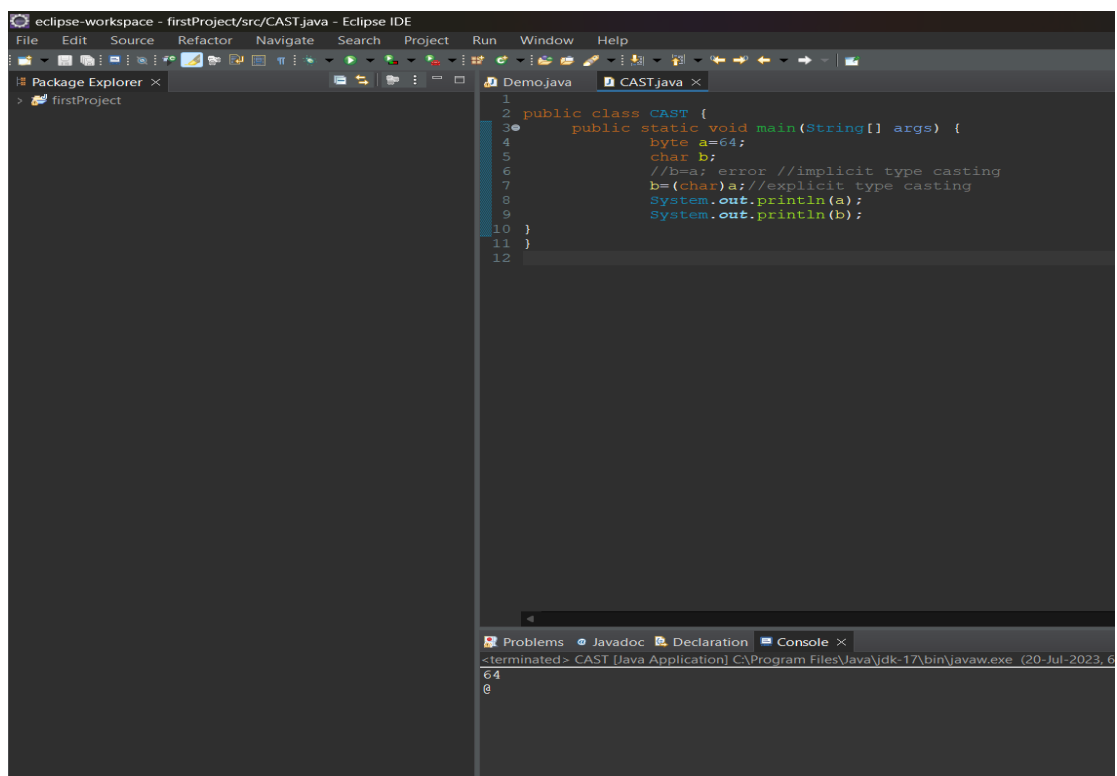 eclipse-workspace - firstProject/src/CAST.java - Eclipse IDE
File Edit Source Refactor Navigate Search Project Run Window Help
Package Explorer
firstProject
Demo.java CAST.java
1
2 public class CAST {
3 public static void main(String[] args) {
4 byte a=64;
5 char b;
6 //b=a; error //implicit type casting
7 b=(char)a;//explicit type casting
8 System.out.println(a);
9 System.out.println(b);
10 }
11 }
12
Problems Javadoc Declaration Console
<terminated> CAST [Java Application] C:\Program Files\Java\jdk-17\bin\javaw.exe (20-Jul-2023, 6
64
@